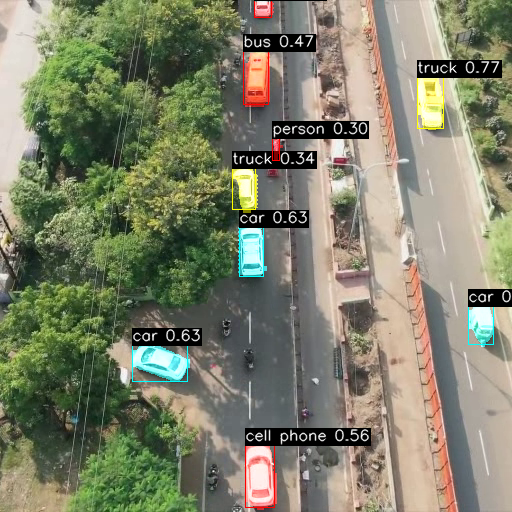 bus 0.47
truck 0.77
person 0.30
truck 0.34
car 0.63
car 0
car 0.63
cell phone 0.56